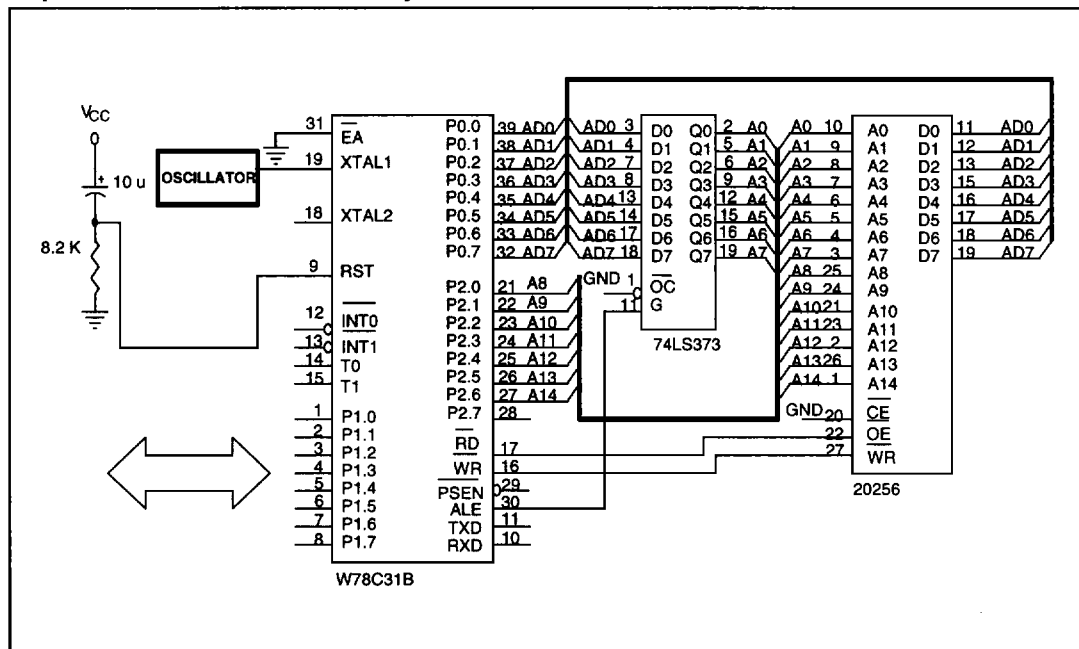 VCC
10 u
8.2 K
OSCILLATOR
31 EA
19 XTAL1
18 XTAL2
9 RST
12 INT0
13 INT1
14 T0
15 T1
1 P1.0
2 P1.1
3 P1.2
4 P1.3
5 P1.4
6 P1.5
7 P1.6
8 P1.7
P0.0 39 AD0
P0.1 38 AD1
P0.2 37 AD2
P0.3 36 AD3
P0.4 35 AD4
P0.5 34 AD5
P0.6 33 AD6
P0.7 32 AD7
P2.0 21 A8
P2.1 22 A9
P2.2 23 A10
P2.3 24 A11
P2.4 25 A12
P2.5 26 A13
P2.6 27 A14
P2.7 28
RD 17
WR 16
PSEN 29
ALE 30
TXD 11
RXD 10
W78C31B
AD0 3 D0 Q0 2 A0
AD1 4 D1 Q1 5 A1
AD2 7 D2 Q2 6 A2
AD3 8 D3 Q3 9 A3
AD4 13 D4 Q4 12 A4
AD5 14 D5 Q5 15 A5
AD6 17 D6 Q6 16 A6
AD7 18 D7 Q7 19 A7
GND 1 OC
11 G
74LS373
A0 10 A0 D0 11 AD0
A1 9 A1 D1 12 AD1
A2 8 A2 D2 13 AD2
A3 7 A3 D3 15 AD3
A4 6 A4 D4 16 AD4
A5 5 A5 D5 17 AD5
A6 4 A6 D6 18 AD6
A7 3 A7 D7 19 AD7
A8 25 A8
A9 24 A9
A10 21 A10
A11 23 A11
A12 2 A12
A13 26 A13
A14 1 A14
GND 20 CE
22 OE
27 WR
20256